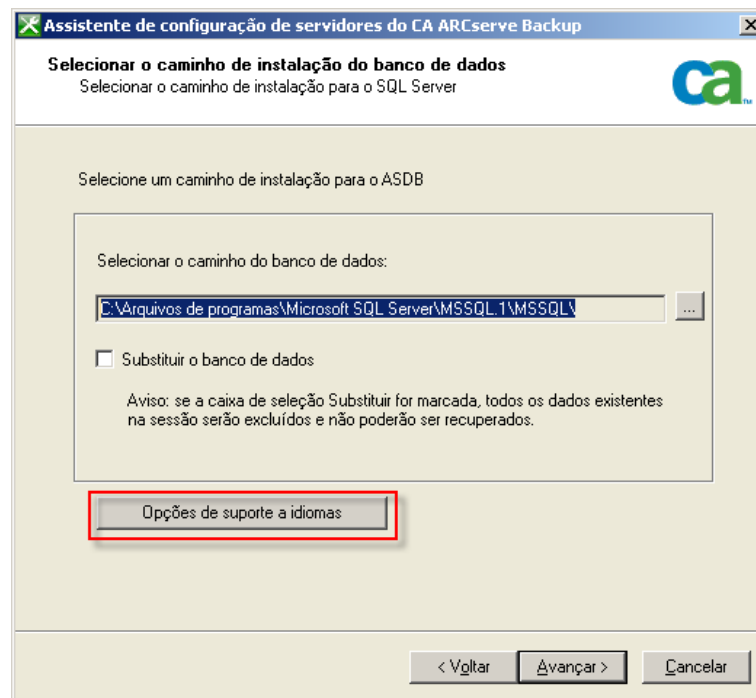 Assistente de configuração de servidores do CA ARCserve Backup
Selecionar o caminho de instalação do banco de dados
Selecionar o caminho de instalação para o SQL Server
ca™
Selecione um caminho de instalação para o ASDB
Selecionar o caminho do banco de dados:
C:\Arquivos de programas\Microsoft SQL Server\MSSQL.1\MSSQL\
...
Substituir o banco de dados
Aviso: se a caixa de seleção Substituir for marcada, todos os dados existentes
na sessão serão excluídos e não poderão ser recuperados.
Opções de suporte a idiomas
< Voltar Avançar > Cancelar